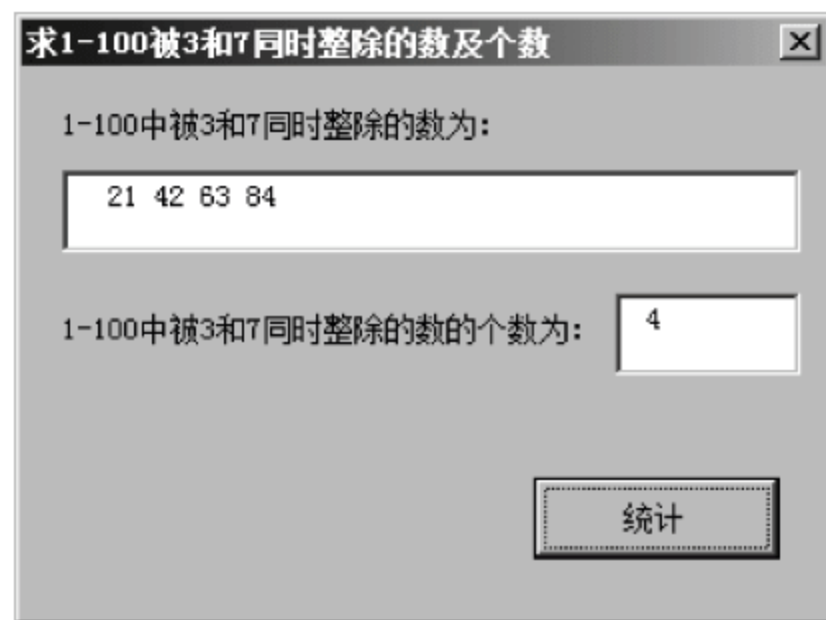 求1-100被3和7同时整除的数及个数
1-100中被3和7同时整除的数为：
21 42 63 84
1-100中被3和7同时整除的数的个数为： 4
统计